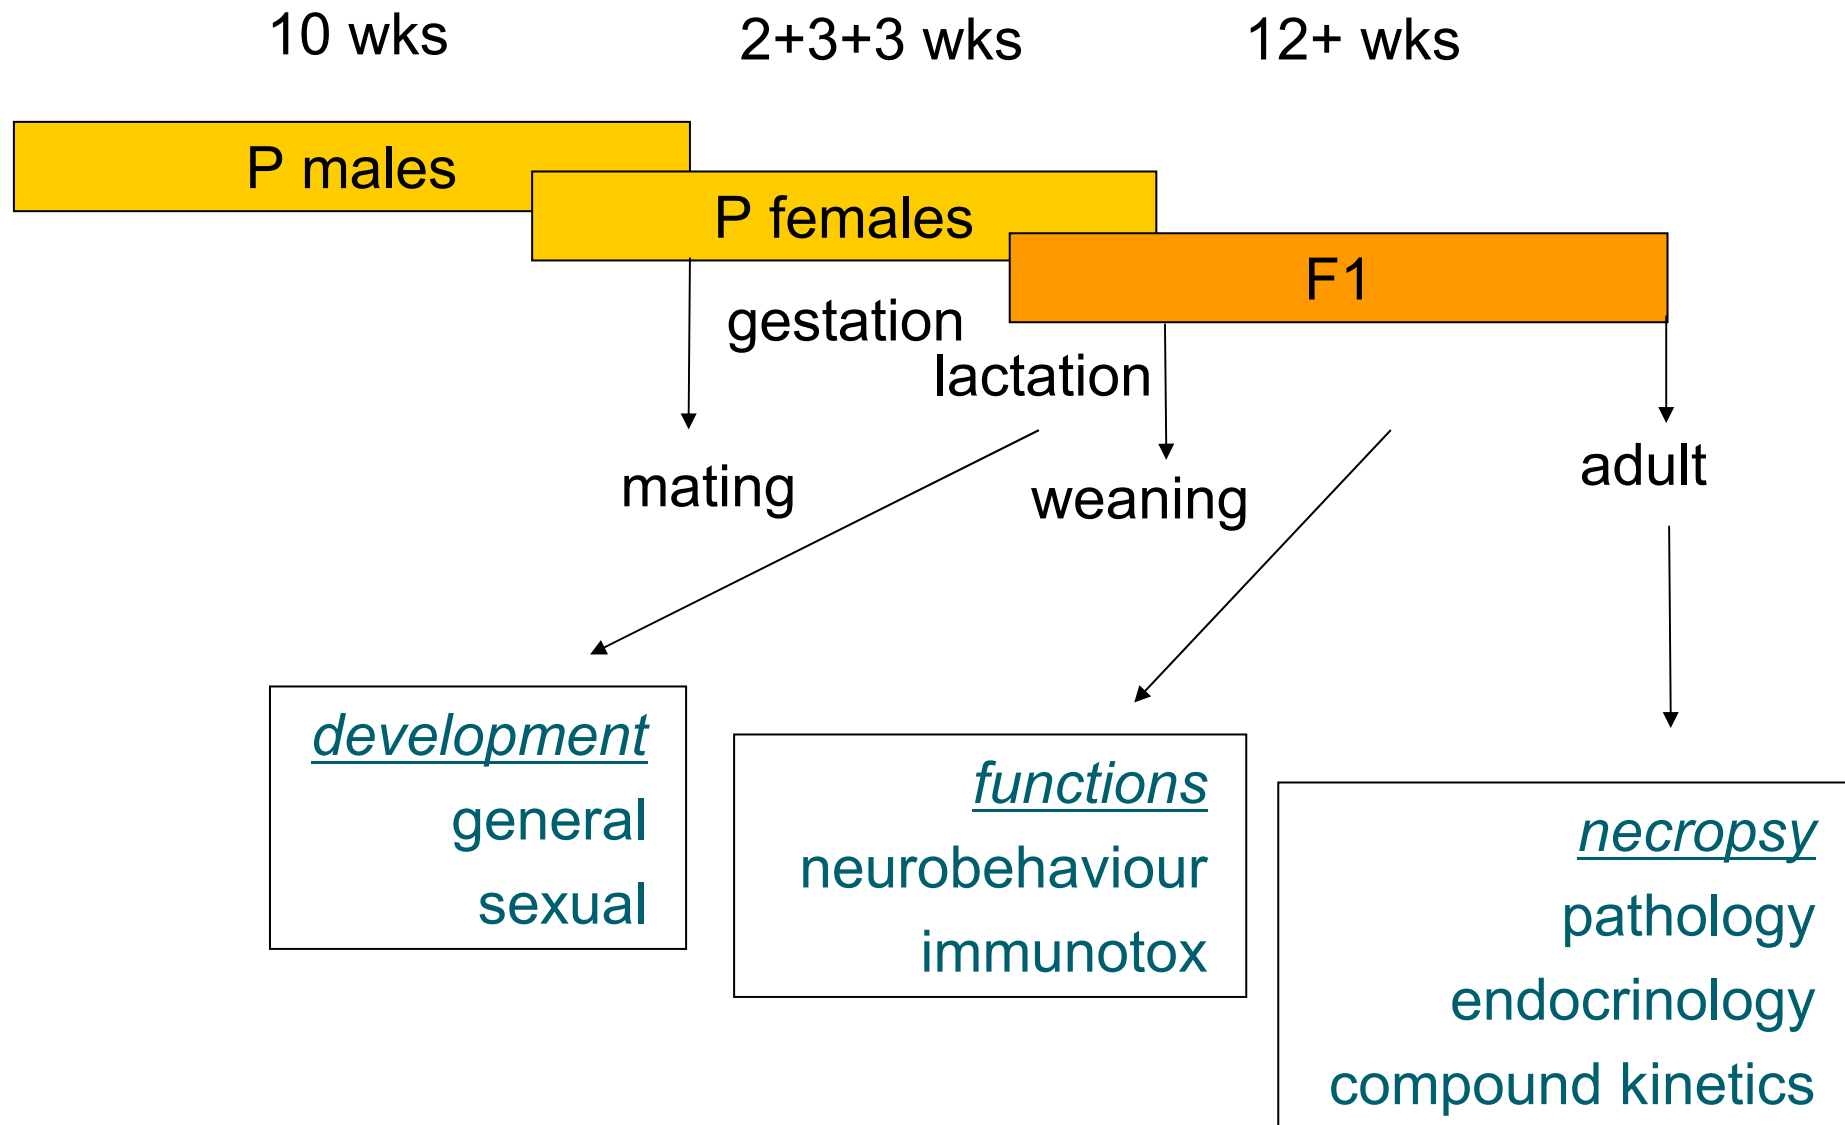 10 wks
2+3+3 wks
12+ wks
P males
P females
F1
gestation
lactation
mating
weaning
adult
development
general
sexual
functions
neurobehaviour
immunotox
necropsy
pathology
endocrinology
compound kinetics